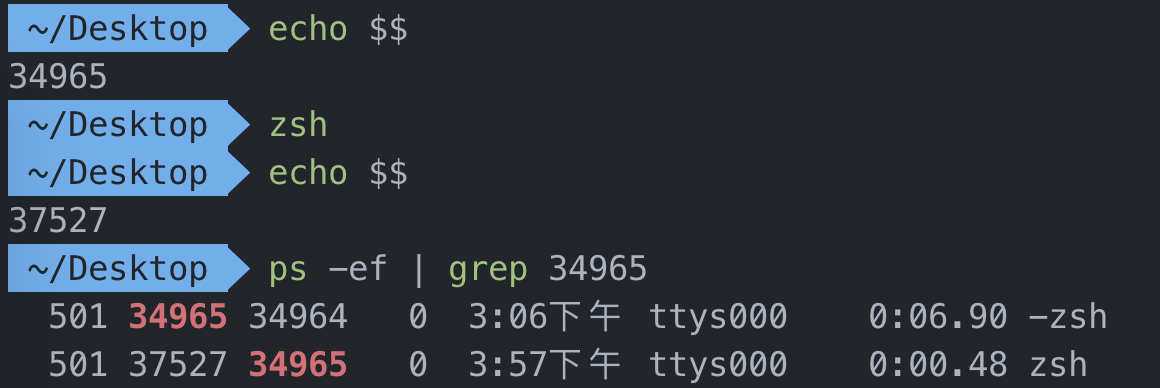 ~/Desktop echo $$
34965
~/Desktop zsh
~/Desktop echo $$
37527
~/Desktop ps -ef | grep 34965
501 34965 34964 0 3:06下午 ttys000 0:06.90 -zsh
501 37527 34965 0 3:57下午 ttys000 0:00.48 zsh